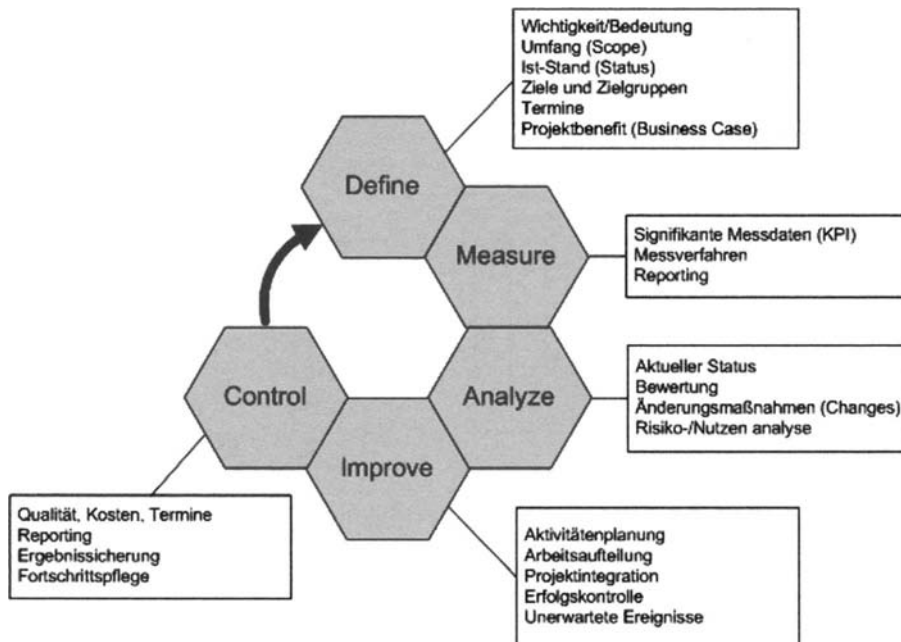 Wichtigkeit/Bedeutung
Umfang (Scope)
Ist-Stand (Status)
Ziele und Zielgruppen
Termine
Projektbenefit (Business Case)
Define
Measure
Signifikante Messdaten (KPI)
Messverfahren
Reporting
Analyze
Aktueller Status
Bewertung
Änderungsmaßnahmen (Changes)
Risiko-/Nutzen analyse
Control
Improve
Qualität, Kosten, Termine
Reporting
Ergebnissicherung
Fortschrittspflege
Aktivitätenplanung
Arbeitsaufteilung
Projektintegration
Erfolgskontrolle
Unerwartete Ereignisse